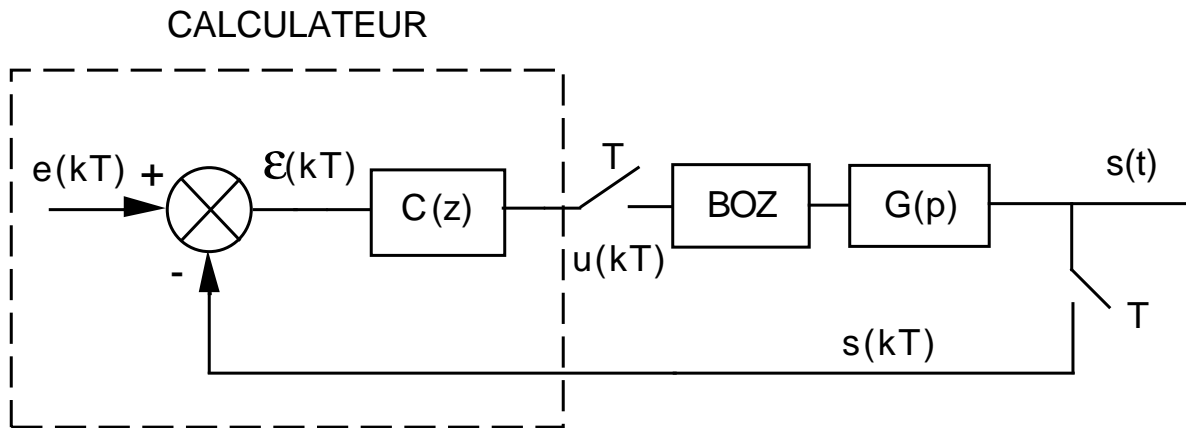 CALCULATEUR
e(kT)
+
-
ε(kT)
C(z)
T
u(kT)
BOZ
G(p)
s(t)
T
s(kT)